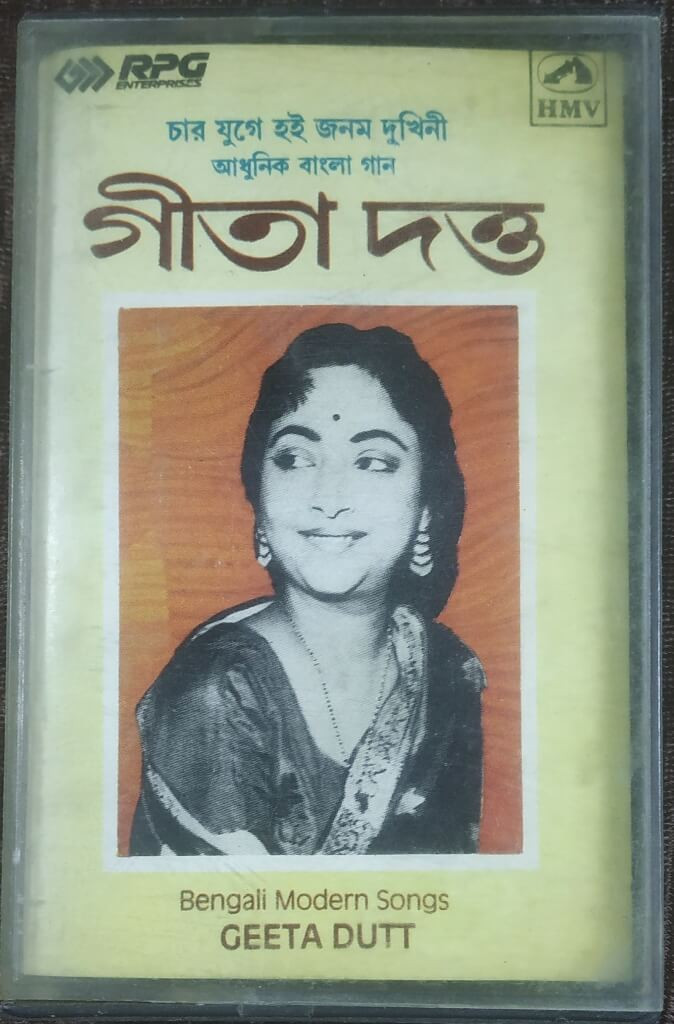 RPG
ENTERPRISES
HMV
চার যুগে হই জনম দুখিনী
আধুনিক বাংলা গান
গীতা দত্ত
Bengali Modern Songs
GEETA DUTT